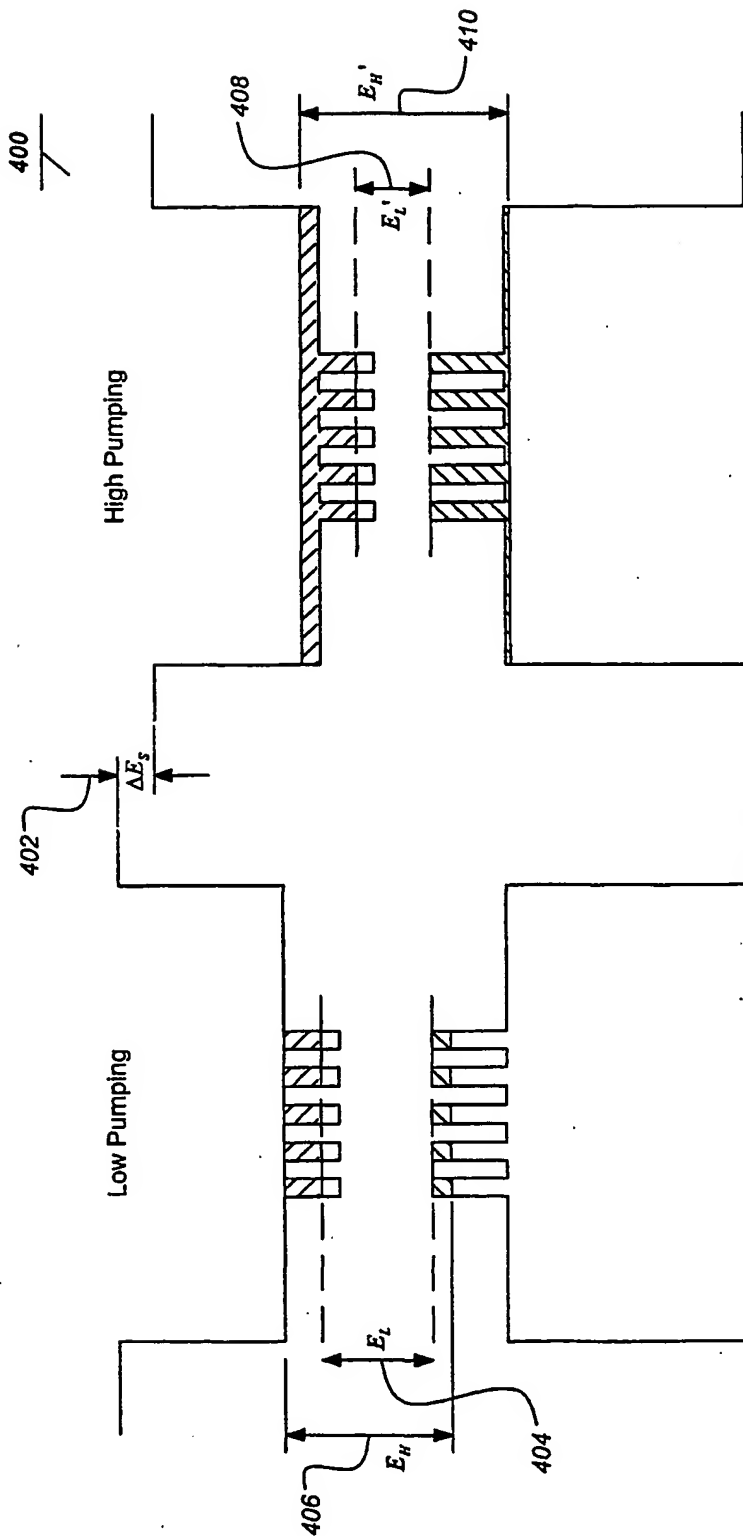 400
Low Pumping
High Pumping
402
ΔE_S
408
E_L'
E_H'
410
E_L
E_H
406
404